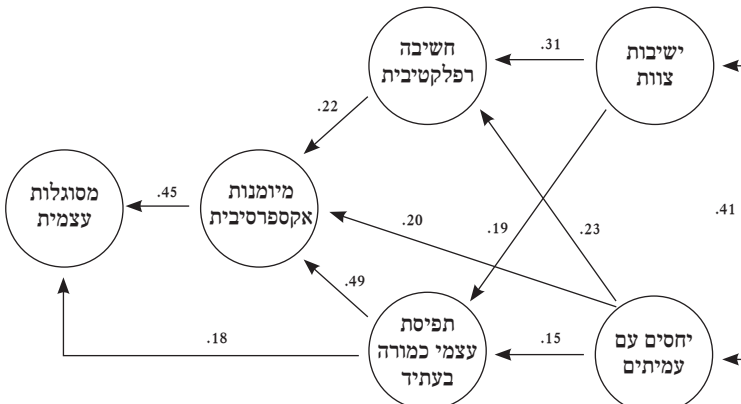 ישיבות
צוות
.31
חשיבה
רפלקטיבית
.22
.41
מסוגלות
עצמית
.45
מיומנות
אקספרסיבית
.20
.19
.23
.49
תפיסת
עצמי כמורה
בעתיד
.18
.15
יחסים עם
עמיתים